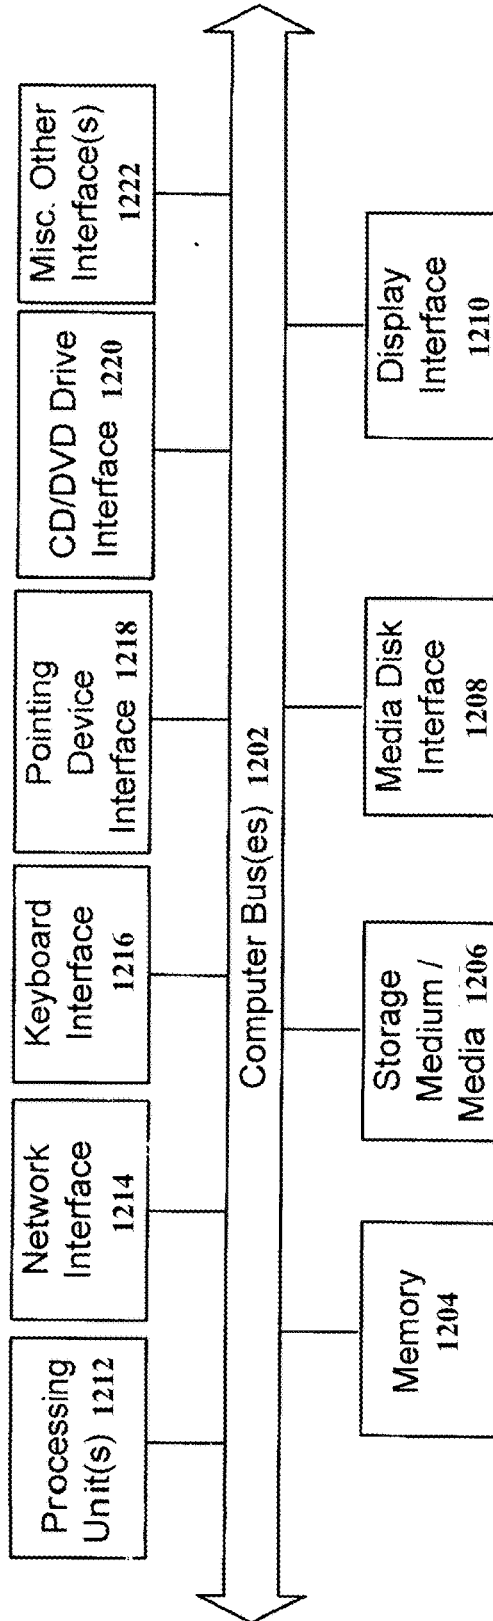 Processing
Unit(s) 1212
Network
Interface
1214
Keyboard
Interface
1216
Pointing
Device
Interface 1218
CD/DVD Drive
Interface 1220
Misc. Other
Interface(s)
1222
Computer Bus(es) 1202
Memory
1204
Storage
Medium /
Media 1206
Media Disk
Interface
1208
Display
Interface
1210